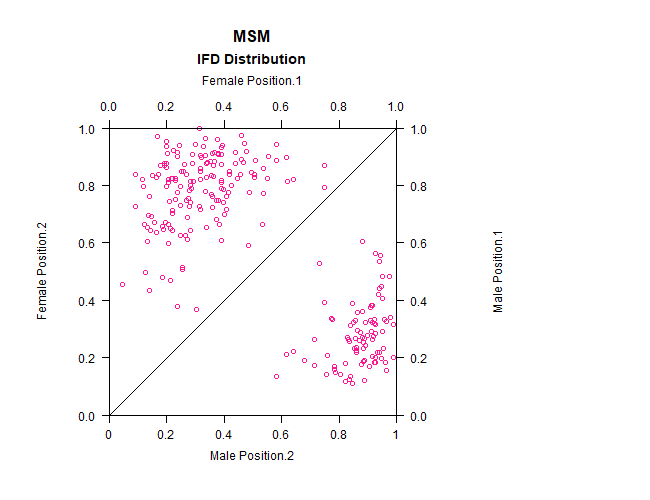 MSM
IFD Distribution
Female Position.1
0.0 0.2 0.4 0.6 0.8 1.0
1.0 1.0
0.8 0.8
0.6 0.6
0.4 0.4
0.2 0.2
0.0 0.0
Female Position.2
Male Position.1
0 0.2 0.4 0.6 0.8 1
Male Position.2